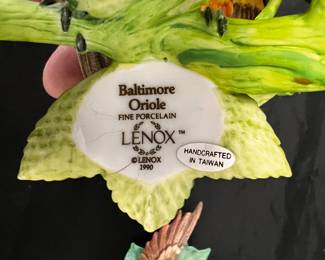 Baltimore
Oriole
FINE PORCELAIN
LENOX™
© LENOX
1990
HANDCRAFTED
IN TAIWAN